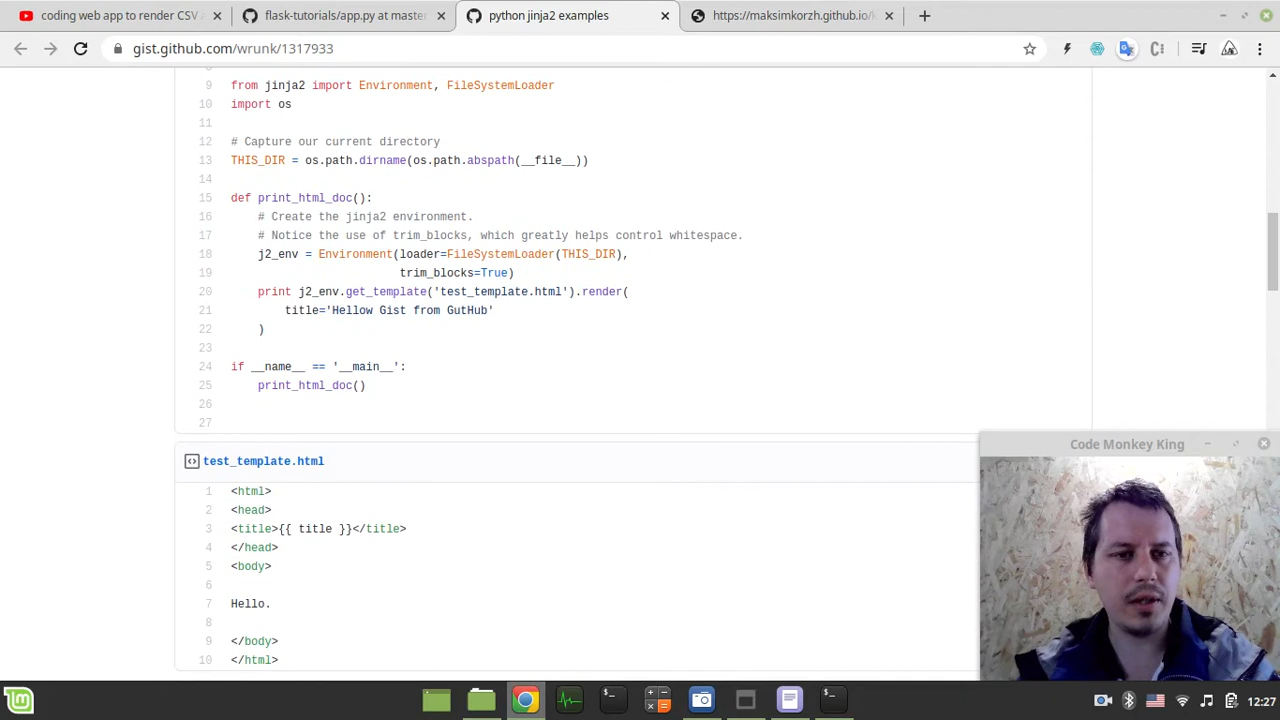 coding web app to render CSV a
flask-tutorials/app.py at master
python jinja2 examples
https://maksimkorzh.github.io/k
gist.github.com/wrunk/1317933
9 from jinja2 import Environment, FileSystemLoader
10 import os
11
12 # Capture our current directory
13 THIS_DIR = os.path.dirname(os.path.abspath(__file__))
14
15 def print_html_doc():
16 # Create the jinja2 environment.
17 # Notice the use of trim_blocks, which greatly helps control whitespace.
18 j2_env = Environment(loader=FileSystemLoader(THIS_DIR),
19 trim_blocks=True)
20 print j2_env.get_template('test_template.html').render(
21 title='Hellow Gist from GutHub'
22 )
23
24 if __name__ == '__main__':
25 print_html_doc()
26
27
test_template.html
1 <html>
2 <head>
3 <title>{{ title }}</title>
4 </head>
5 <body>
6
7 Hello.
8
9 </body>
10 </html>
Code Monkey King
12:27